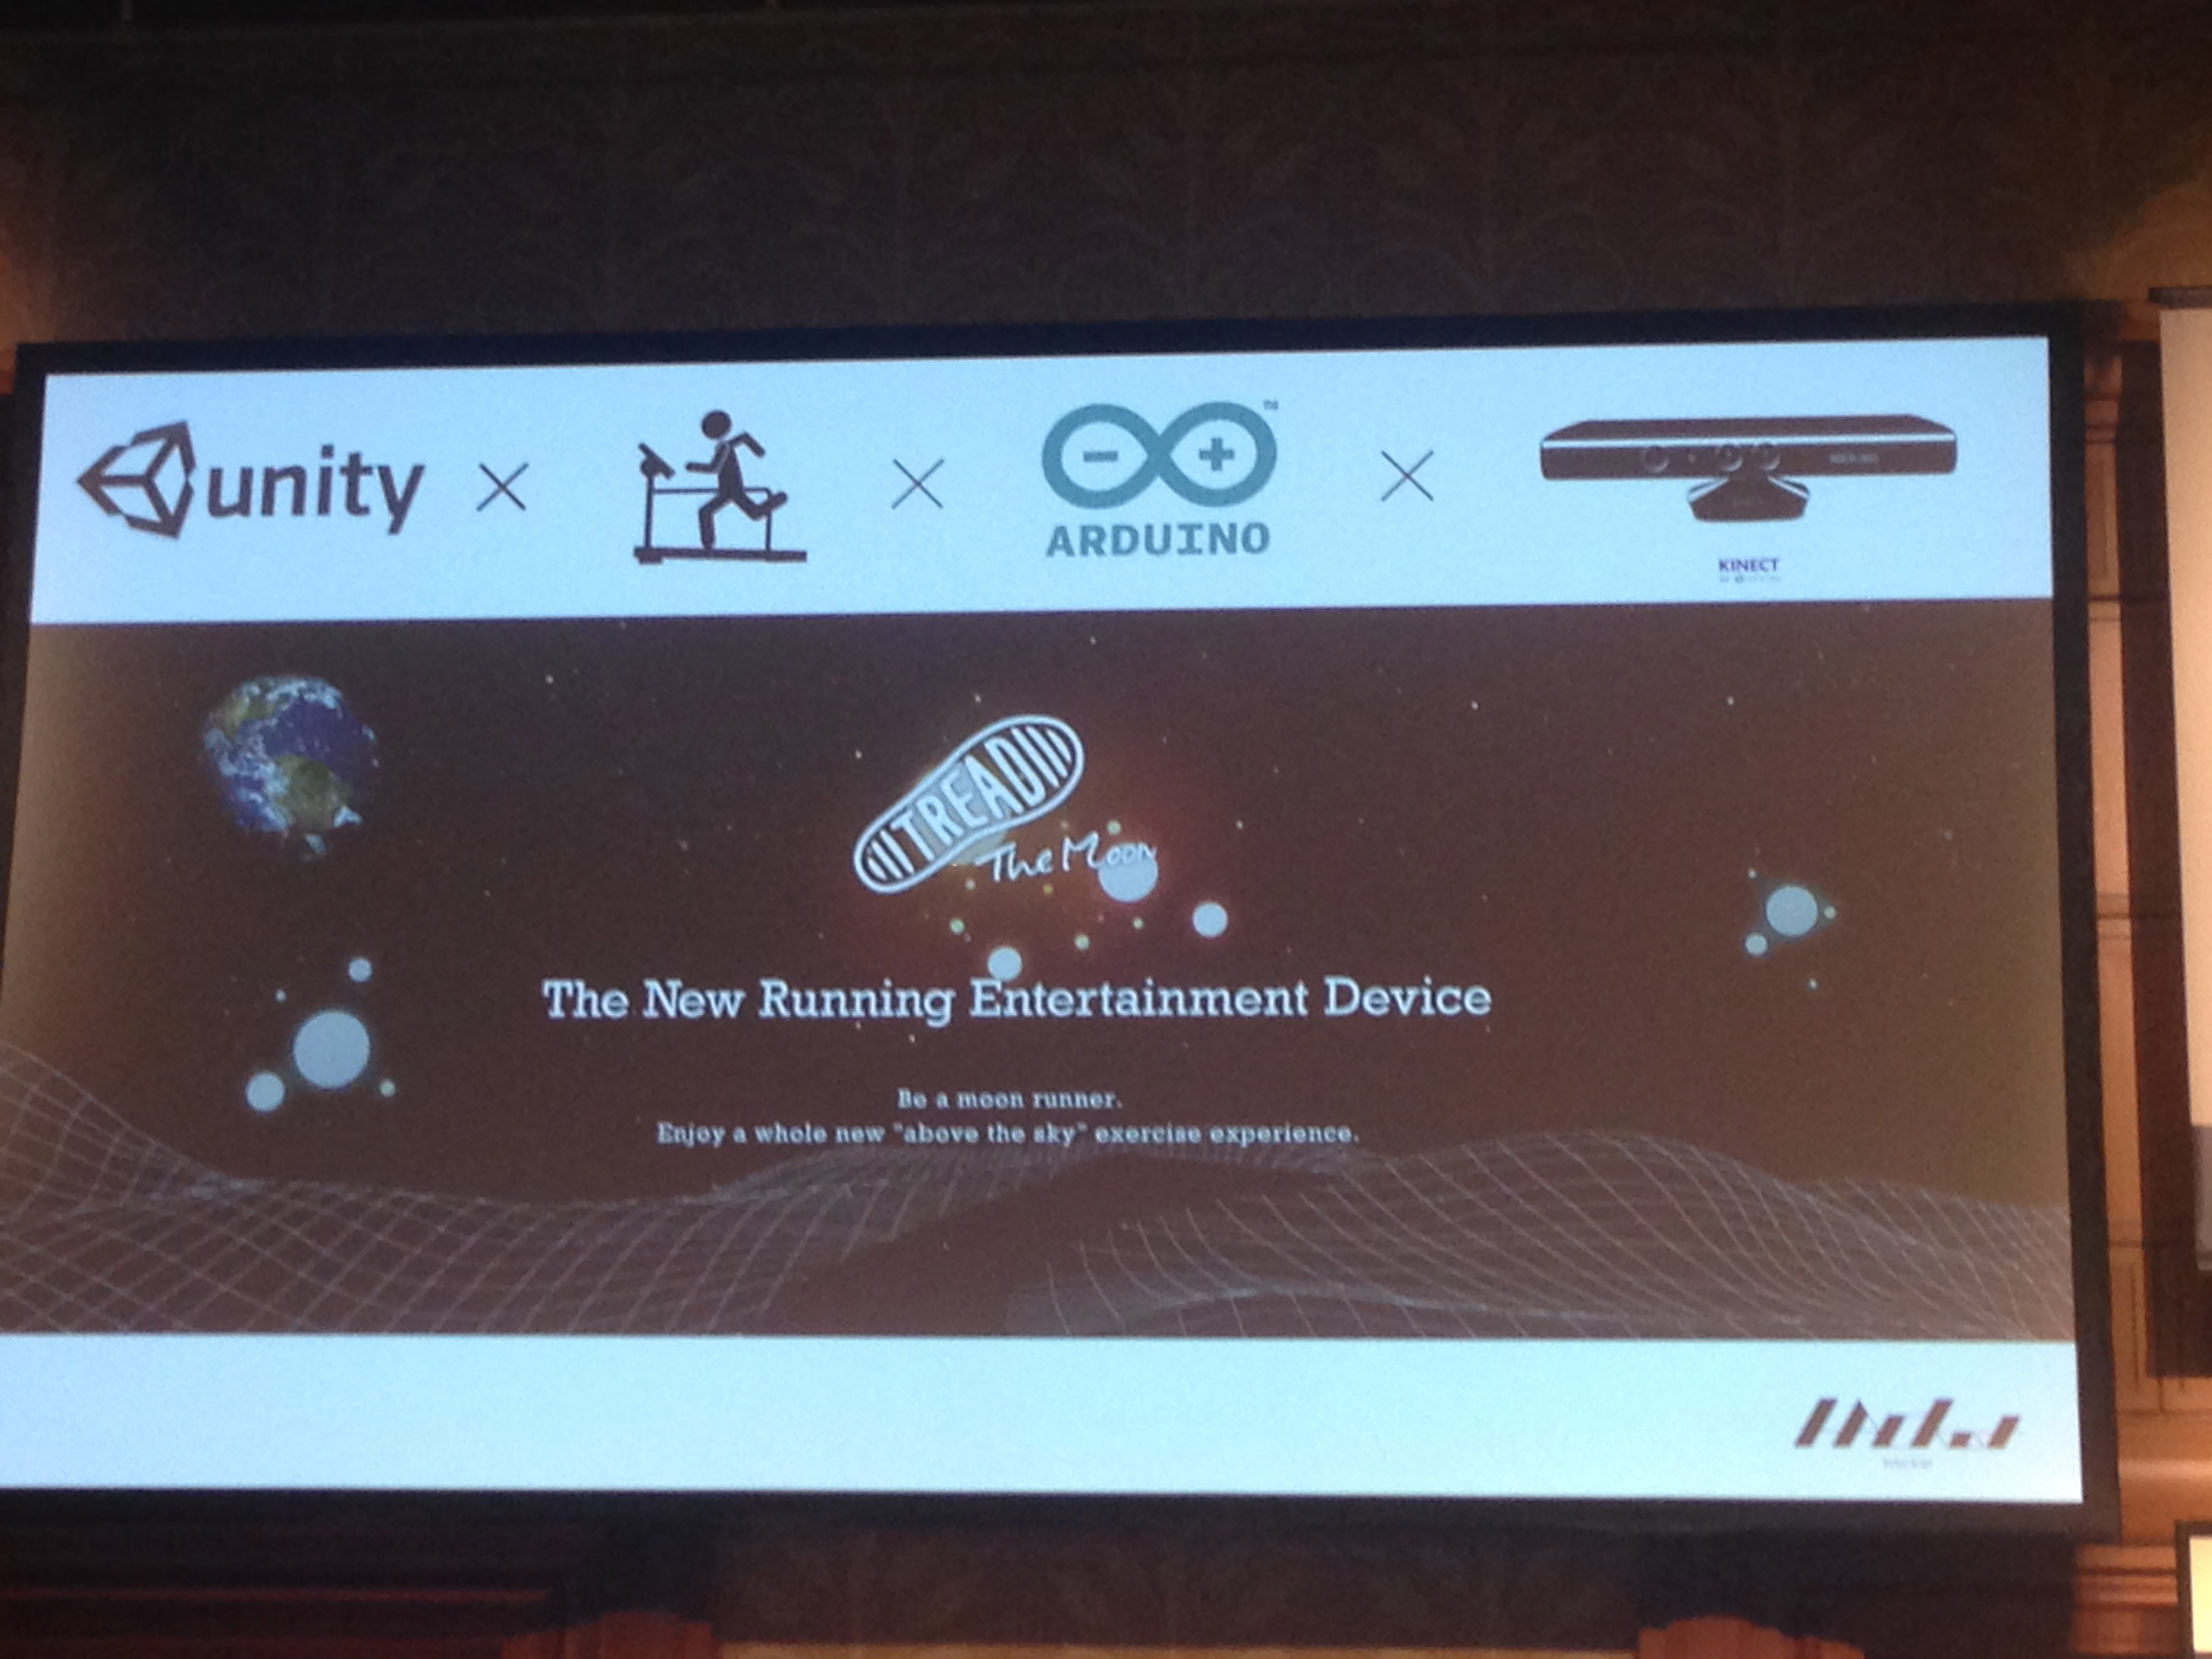 unity
ARDUINO
TM
KINECT
TREAD
The Moon
The New Running Entertainment Device
Be a moon runner.
Enjoy a whole new "above the sky" exercise experience.